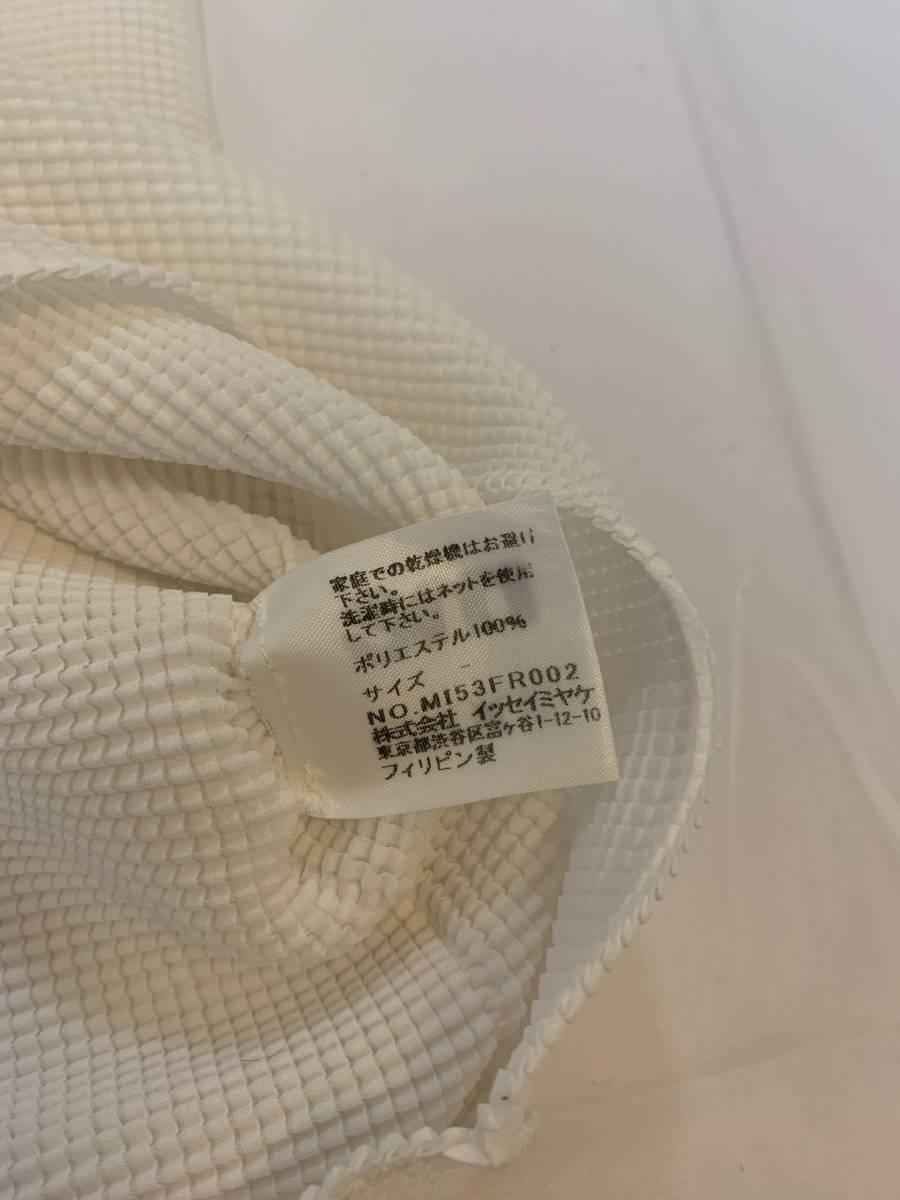 家庭での乾燥機はお避け
下さい。
洗濯時にはネットを使用
して下さい。
ポリエステル100%
サイズ -
NO.MI53FR002
株式会社 イッセイミヤケ
東京都渋谷区富ヶ谷1-12-10
フィリピン製